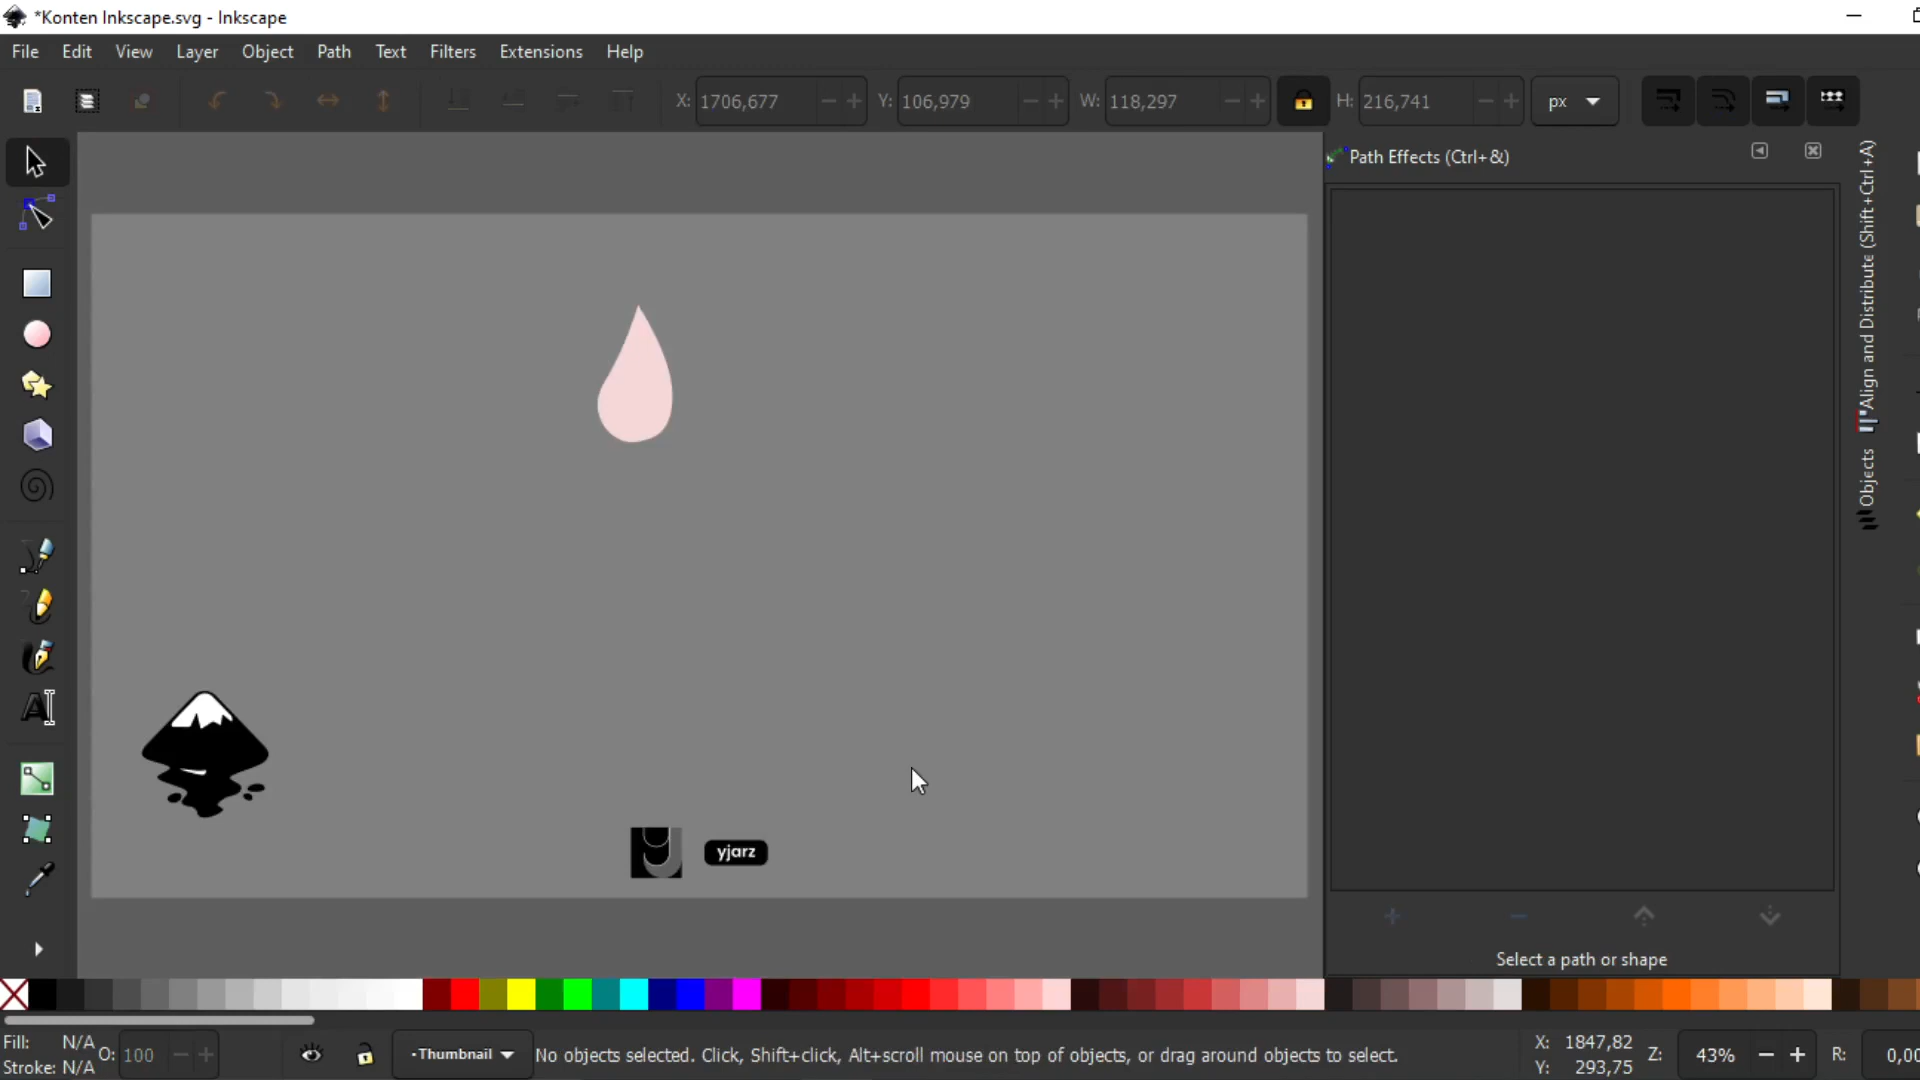 *Konten Inkscape.svg - Inkscape
File Edit View Layer Object Path Text Filters Extensions Help
X: 1706,677 Y: 106,979 W: 118,297 H: 216,741 px
Path Effects (Ctrl+&)
Align and Distribute (Shift+Ctrl+A)
Objects
yjarz
Select a path or shape
Fill: N/A
Stroke: N/A
O: 100
Thumbnail
No objects selected. Click, Shift+click, Alt+scroll mouse on top of objects, or drag around objects to select.
X: 1847,82
Y: 293,75
Z: 43%
R: 0,00